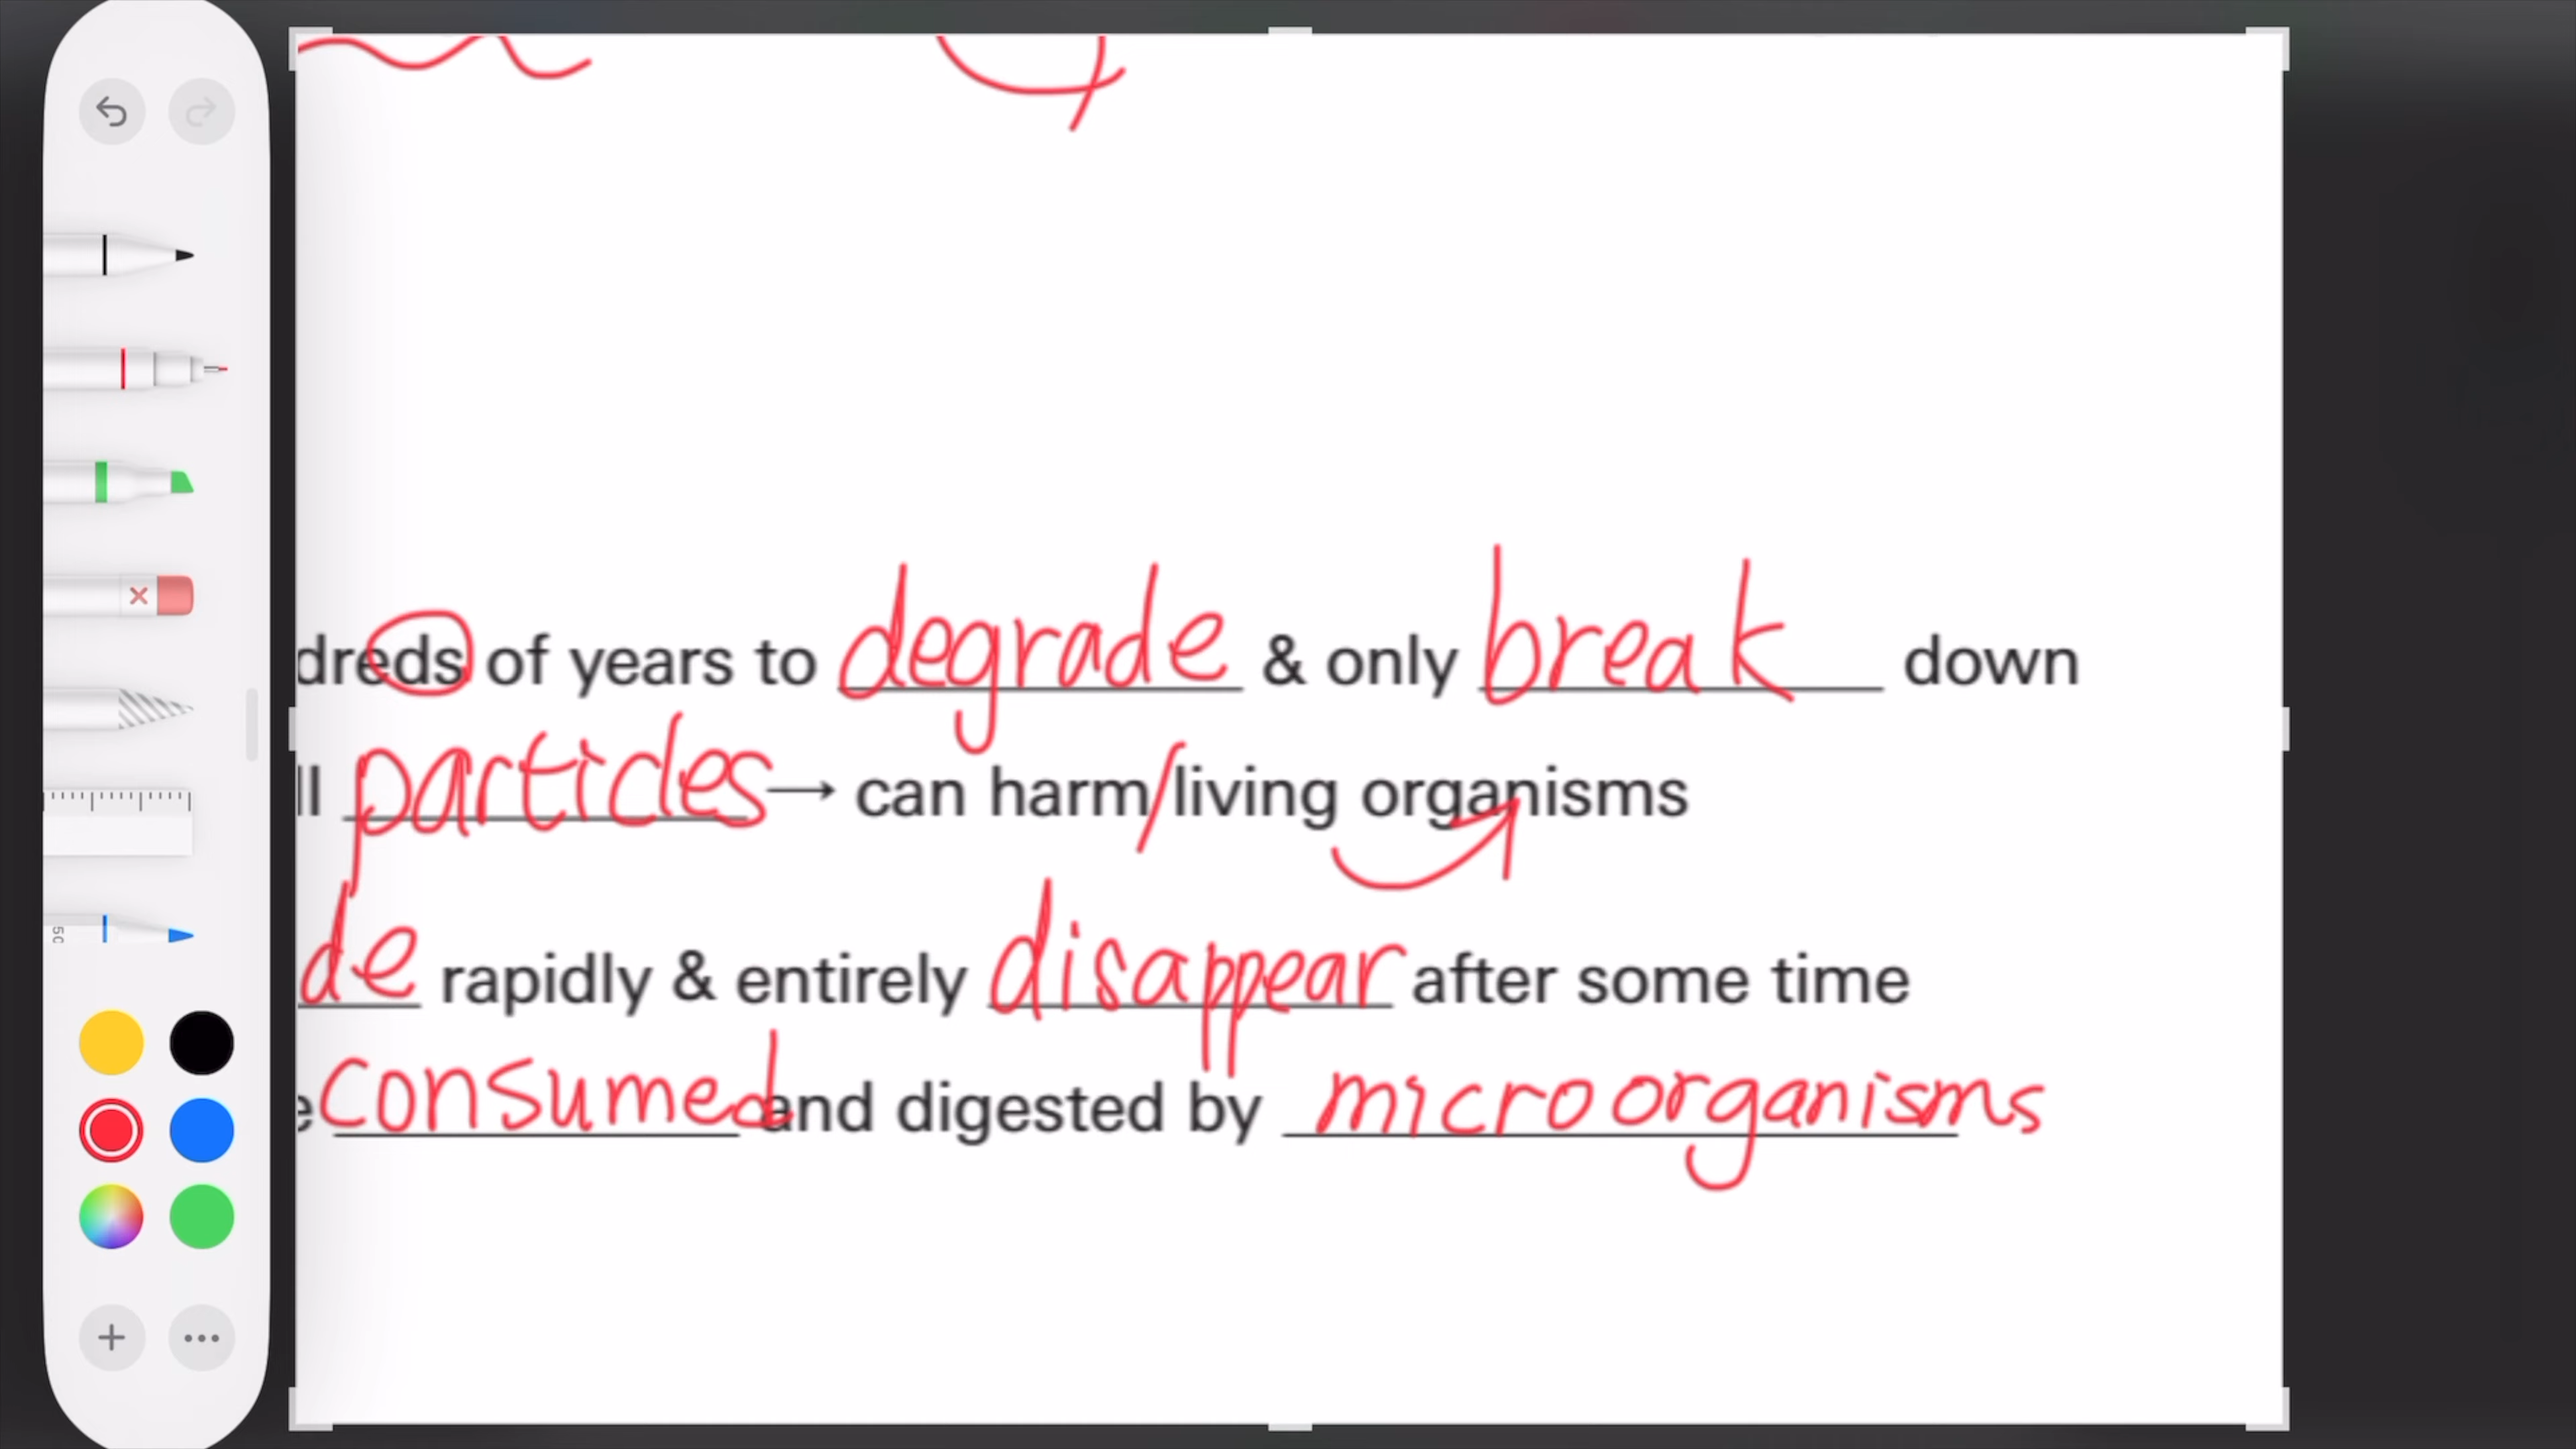 dreds of years to degrade & only break down
ll particles → can harm/living organisms
de rapidly & entirely disappear after some time
e consumed and digested by microorganisms
50